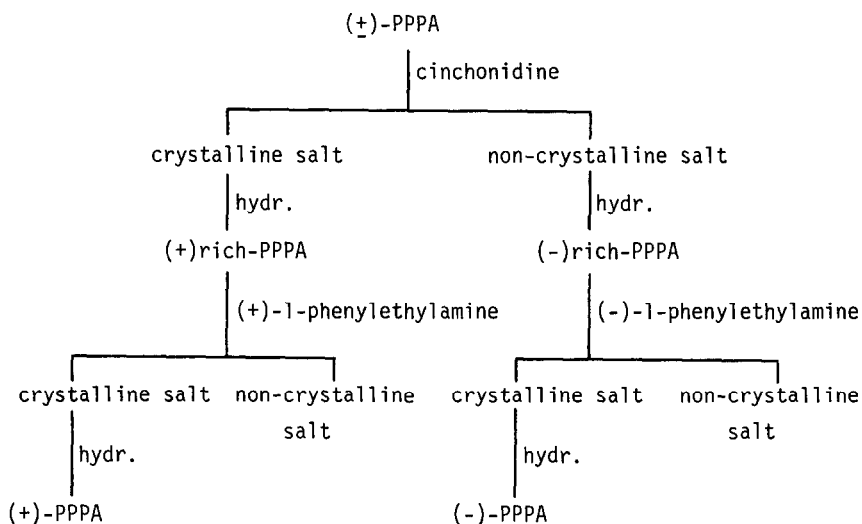 (±)-PPPA
cinchonidine
crystalline salt non-crystalline salt
hydr. hydr.
(+)rich-PPPA (-)rich-PPPA
(+)-1-phenylethylamine (-)-1-phenylethylamine
crystalline salt non-crystalline crystalline salt non-crystalline
salt salt
hydr. hydr.
(+)-PPPA (-)-PPPA